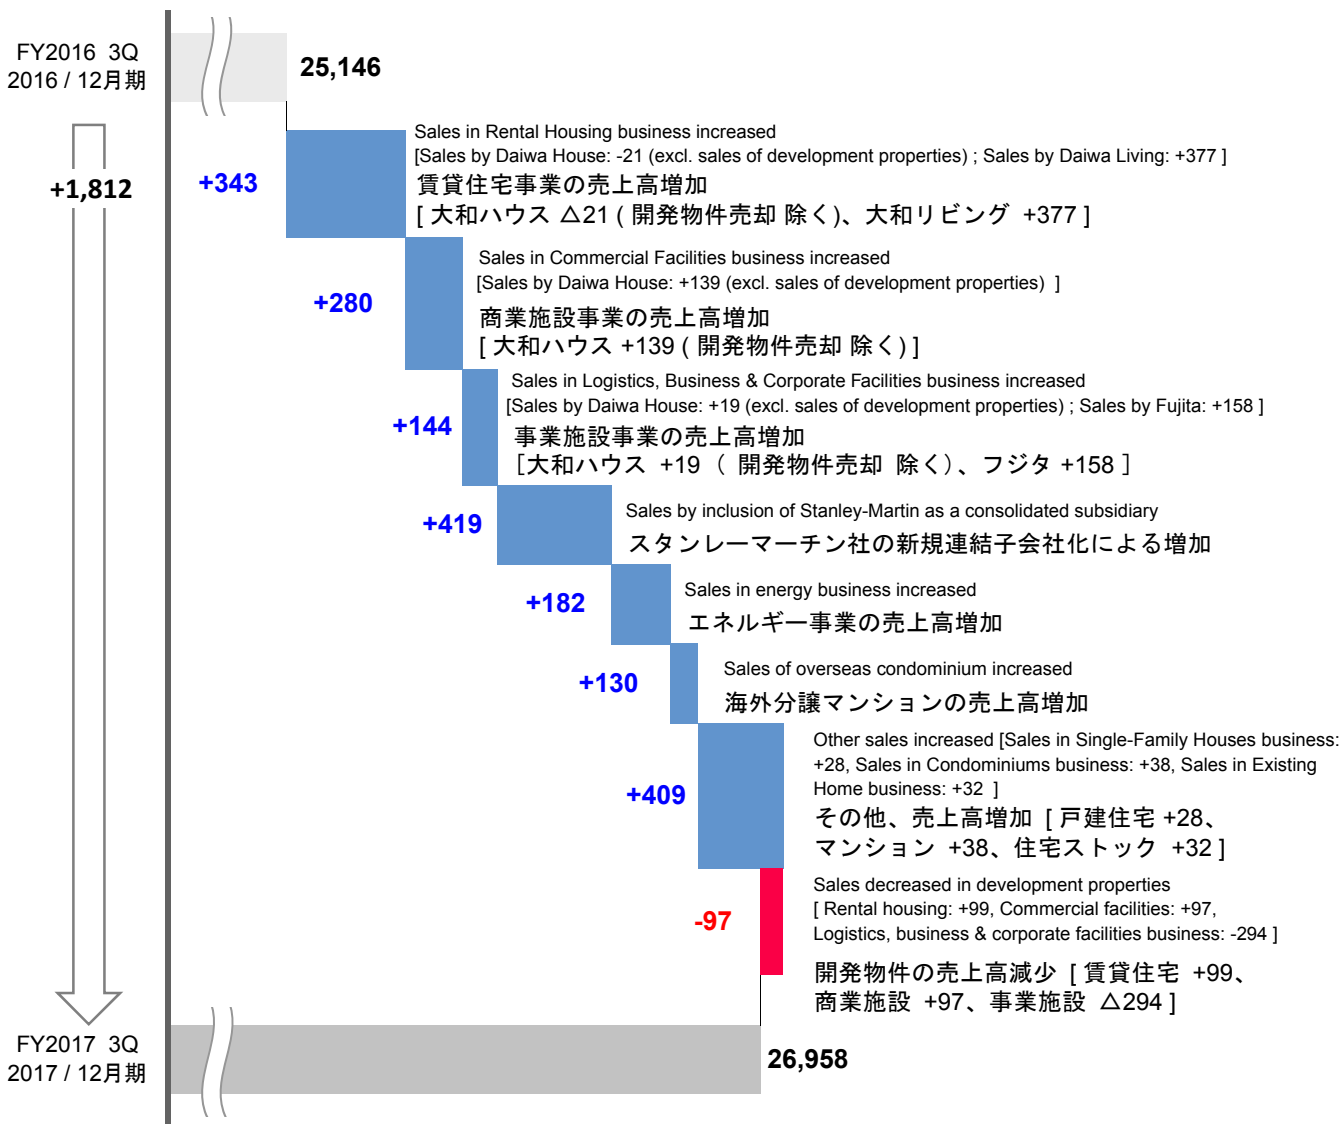 FY2016 3Q
2016 / 12月期
25,146
+1,812
+343
Sales in Rental Housing business increased
[Sales by Daiwa House: -21 (excl. sales of development properties) ; Sales by Daiwa Living: +377 ]
賃貸住宅事業の売上高増加
[ 大和ハウス △21 ( 開発物件売却 除く)、大和リビング +377 ]
+280
Sales in Commercial Facilities business increased
[Sales by Daiwa House: +139 (excl. sales of development properties) ]
商業施設事業の売上高増加
[ 大和ハウス +139 ( 開発物件売却 除く) ]
+144
Sales in Logistics, Business & Corporate Facilities business increased
[Sales by Daiwa House: +19 (excl. sales of development properties) ; Sales by Fujita: +158 ]
事業施設事業の売上高増加
［大和ハウス +19 （ 開発物件売却 除く）、フジタ +158 ］
+419
Sales by inclusion of Stanley-Martin as a consolidated subsidiary
スタンレーマーチン社の新規連結子会社化による増加
+182
Sales in energy business increased
エネルギー事業の売上高増加
+130
Sales of overseas condominium increased
海外分譲マンションの売上高増加
+409
Other sales increased [Sales in Single-Family Houses business:
+28, Sales in Condominiums business: +38, Sales in Existing
Home business: +32 ]
その他、売上高増加 [ 戸建住宅 +28、
マンション +38、住宅ストック +32 ]
-97
Sales decreased in development properties
[ Rental housing: +99, Commercial facilities: +97,
Logistics, business & corporate facilities business: -294 ]
開発物件の売上高減少 [ 賃貸住宅 +99、
商業施設 +97、事業施設 △294 ]
FY2017 3Q
2017 / 12月期
26,958